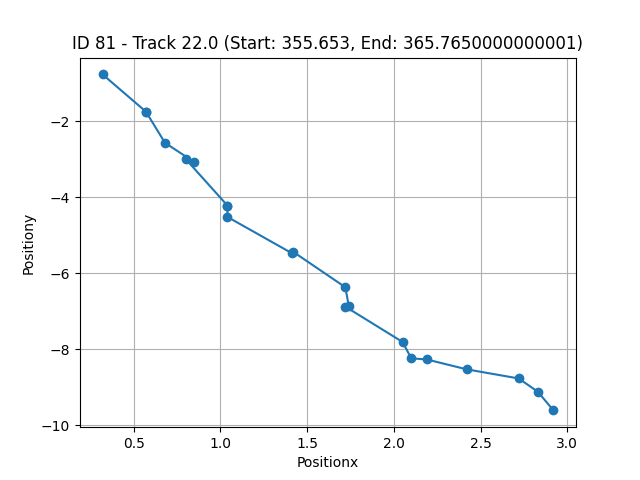 ID 81 - Track 22.0 (Start: 355.653, End: 365.7650000000001)
Positiony
−2
−4
−6
−8
−10
0.5 1.0 1.5 2.0 2.5 3.0
Positionx